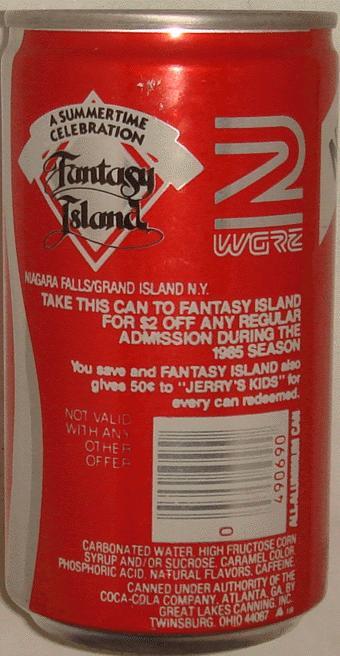 A SUMMERTIME
CELEBRATION
Fantasy
Island
2
WGRZ
NIAGARA FALLS/GRAND ISLAND N.Y.
TAKE THIS CAN TO FANTASY ISLAND
FOR $2 OFF ANY REGULAR
ADMISSION DURING THE
1985 SEASON
You save and FANTASY ISLAND also
gives 50¢ to "JERRY'S KIDS" for
every can redeemed.
NOT VALID
WITH ANY
OTHER
OFFER
ALL ALUMINUM CAN
490690
0
CARBONATED WATER, HIGH FRUCTOSE CORN
SYRUP AND/OR SUCROSE, CARAMEL COLOR,
PHOSPHORIC ACID, NATURAL FLAVORS, CAFFEINE.
CANNED UNDER AUTHORITY OF THE
COCA-COLA COMPANY, ATLANTA, GA. BY
GREAT LAKES CANNING, INC.
TWINSBURG, OHIO 44087